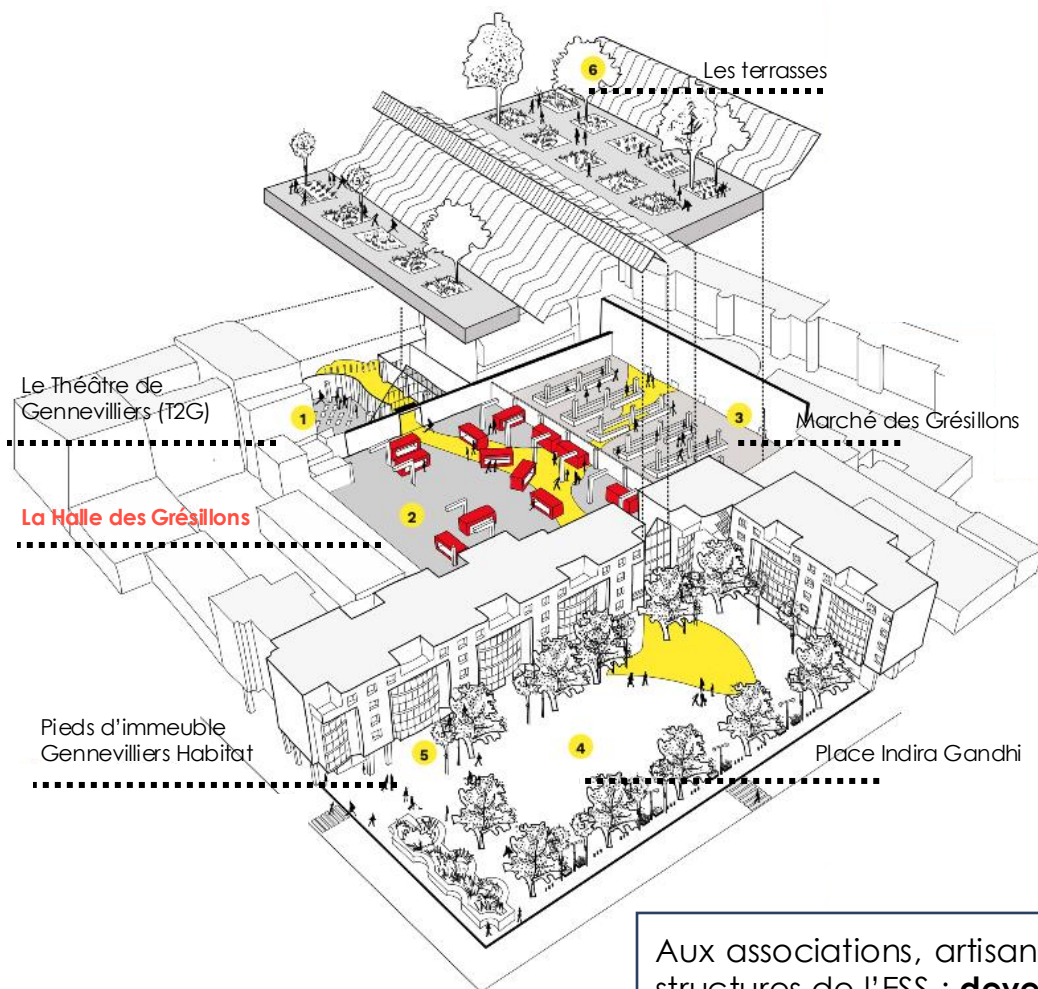 6
Les terrasses
Le Théâtre de
Gennevilliers (T2G)
1
3
Marché des Grésillons
La Halle des Grésillons
2
Pieds d'immeuble
Gennevilliers Habitat
5
4
Place Indira Gandhi
Aux associations, artisan
structures de l'ESS :